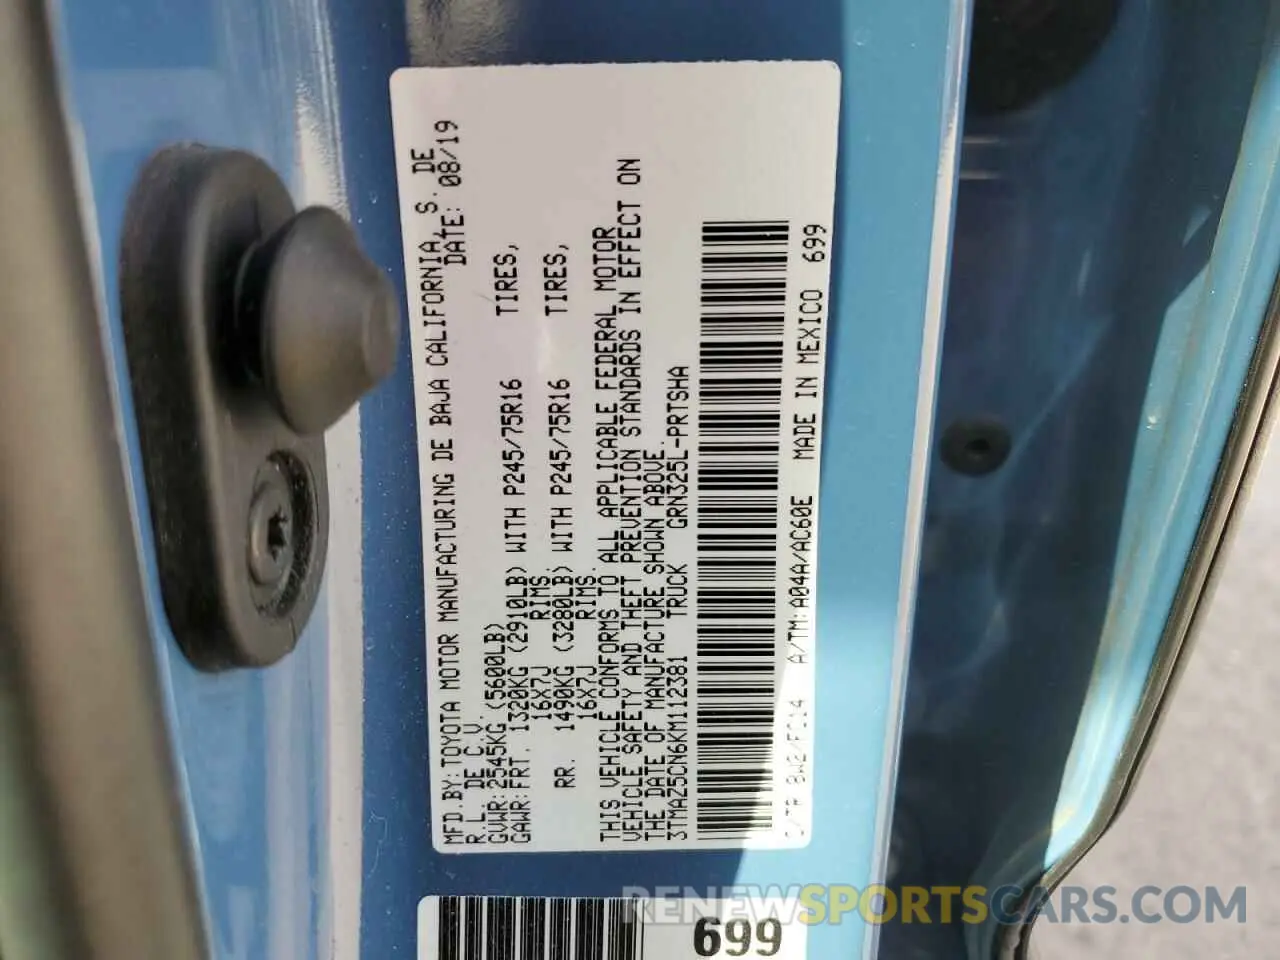 MFD.BY:TOYOTA MOTOR MANUFACTURING DE BAJA CALIFORNIA,S. DE
R.L. DE C.V. DATE: 08/19
GVWR:2545KG (5600LB)
GAWR:FRT. 1320KG (2910LB) WITH P245/75R16 TIRES,
16X7J RIMS
RR. 1490KG (3280LB) WITH P245/75R16 TIRES,
16X7J RIMS.
THIS VEHICLE CONFORMS TO ALL APPLICABLE FEDERAL MOTOR
VEHICLE SAFETY AND THEFT PREVENTION STANDARDS IN EFFECT ON
THE DATE OF MANUFACTURE SHOWN ABOVE.
3TMAZ5CN6KM112381 TRUCK GRN325L-PRTSHA
C/TR:8W2/FC14 A/TM:A04A/AC60E MADE IN MEXICO 699
699
RENEWSPORTSCARS.COM